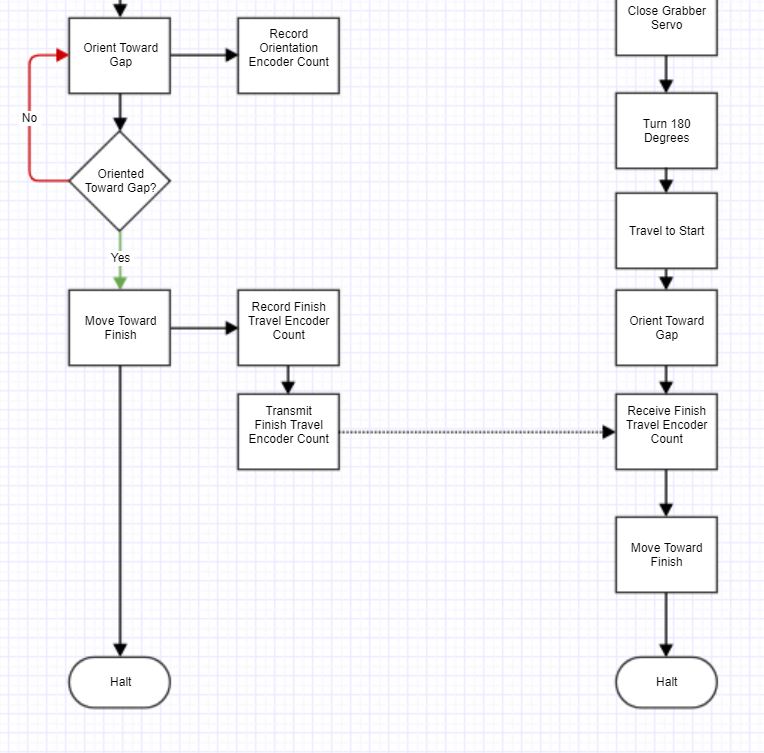 Close Grabber
Servo
Orient Toward
Gap
Record
Orientation
Encoder Count
No
Turn 180
Degrees
Oriented
Toward Gap?
Travel to Start
Yes
Move Toward
Finish
Record Finish
Travel Encoder
Count
Orient Toward
Gap
Transmit
Finish Travel
Encoder Count
Receive Finish
Travel Encoder
Count
Move Toward
Finish
Halt
Halt